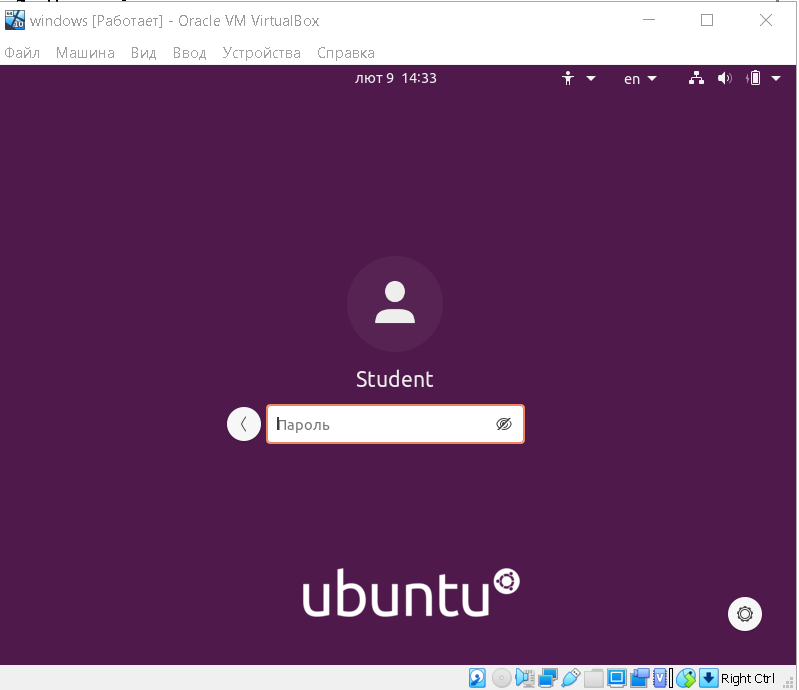 windows [Работает] - Oracle VM VirtualBox
Файл Машина Вид Ввод Устройства Справка
лют 9 14:33 en
Student
Пароль
ubuntu
Right Ctrl